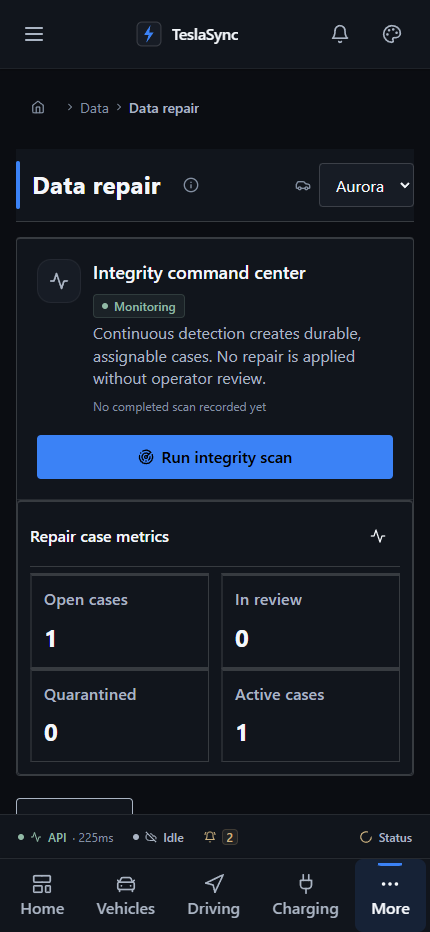 TeslaSync
Data
Data repair
Data repair
Aurora
Integrity command center
Monitoring
Continuous detection creates durable,
assignable cases. No repair is applied
without operator review.
No completed scan recorded yet
Run integrity scan
Repair case metrics
Open cases
In review
1
0
Quarantined
Active cases
0
1
API · 225ms
Idle
2
Status
Home
Vehicles
Driving
Charging
More